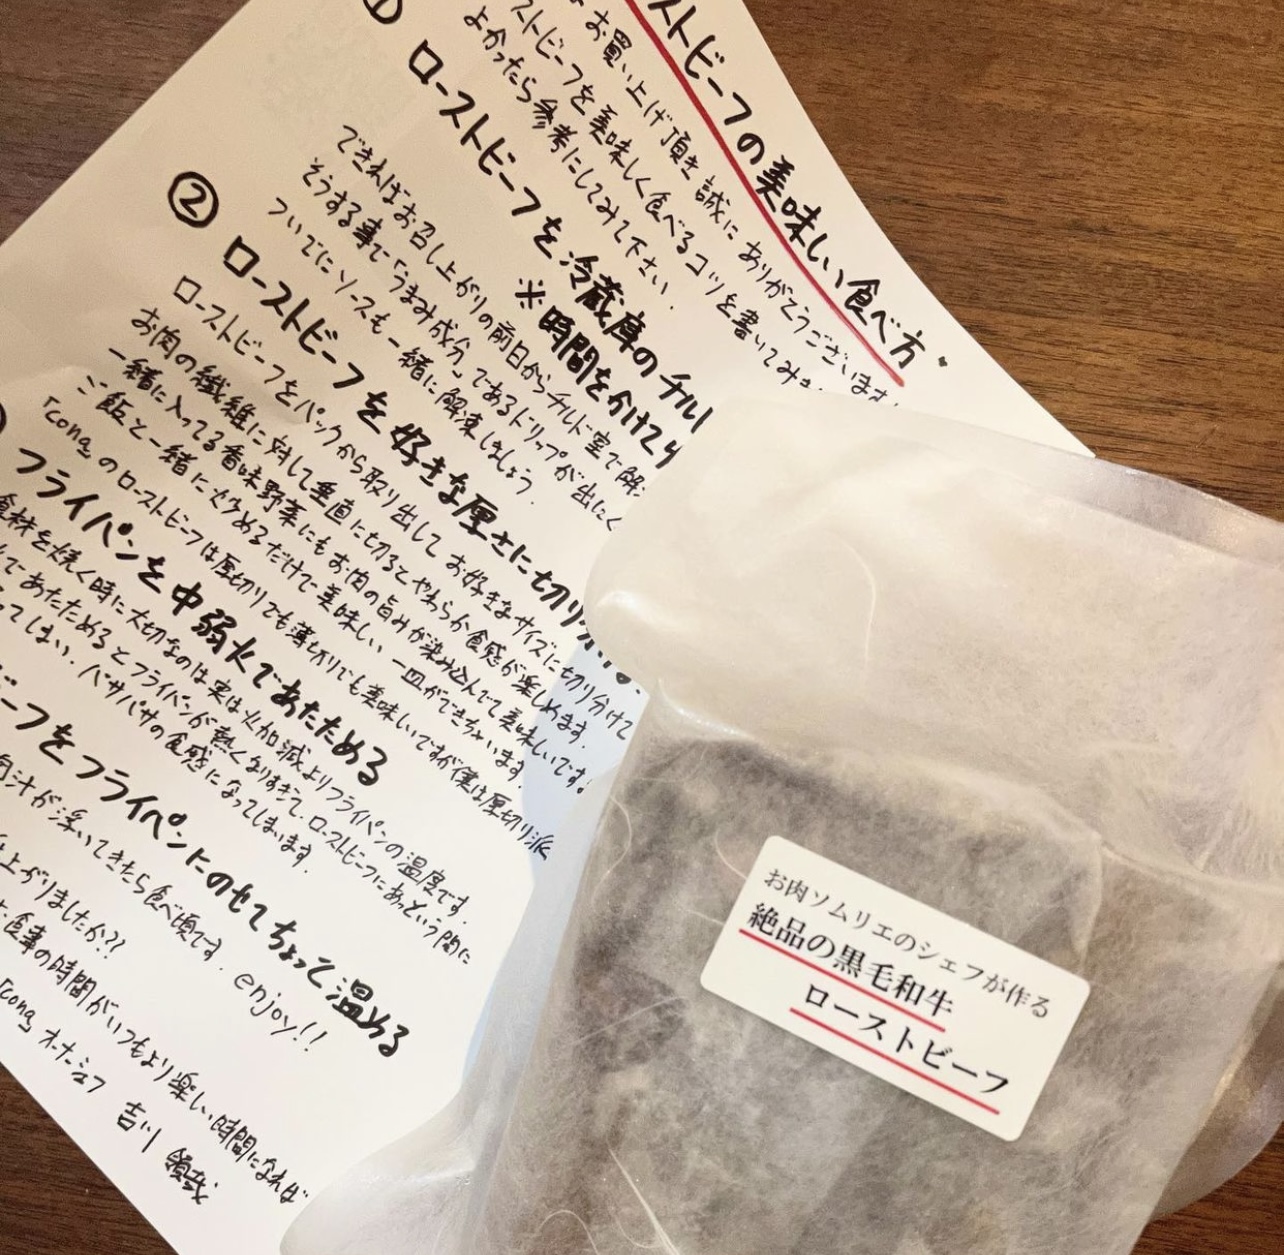 ストビーフの美味しい食べ方.
お買い上げ頂き誠にありがとうございます
ストビーフを美味しく食べるコツを書いてみま
よかったら参考にしてみて下さい.
①
ローストビーフを冷蔵庫のチル
※時間をかけて
できればお召し上がりの前日からチルド室で解
そうする事で「うまみ成分」であるドリップが出にく
ついでにソースも一緒に解凍しましょう.
②
ローストビーフを好きな厚さに切り分ける.
ローストビーフをパックから取り出してお好きなサイズに切り分けて
お肉の繊維に対して垂直に切るとやわらか食感が楽しめます.
一緒に入ってる香味野菜にもお肉の旨みが染み込んでて美味しいです!
ご飯と一緒に炒めるだけで美味しい一皿ができちゃいます.
「cona」のローストビーフは厚切りでも薄切りでも美味しいですが僕は厚切り派
フライパンを中弱火であたためる
食材を焼く時に大切なのは実は火加減よりフライパンの温度です.
であたためるとフライパンが熱くなりすぎて、ローストビーフにあっという間に
ってしまい、パサパサの食感になってしまいます.
ビーフをフライパンにのせてちょっと温める
肉汁が浮いてきたら食べ頃です. enjoy!!
上がりましたか??
た食事の時間がいつもより楽しい時間になれば
「cona」オーナーシェフ
吉川
お肉ソムリエのシェフが作る
絶品の黒毛和牛
ローストビーフ